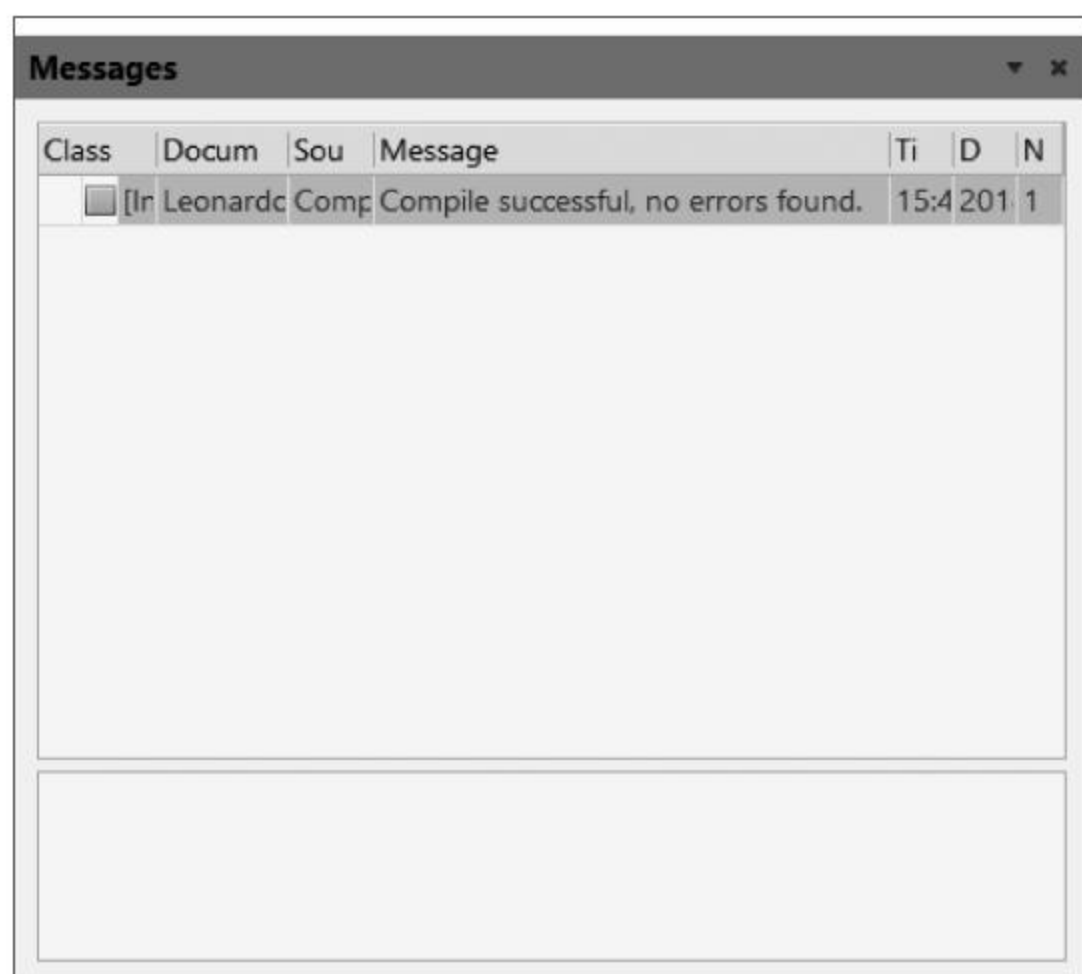 Messages
Class Docum Sou Message Ti D N
[In Leonardo Comp Compile successful, no errors found. 15:4 201 1